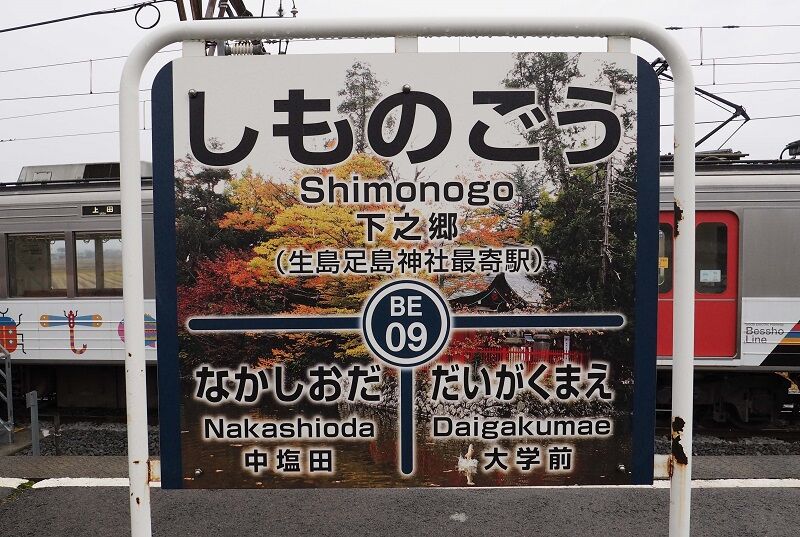 しものごう
Shimonogo
下之郷
(生島足島神社最寄駅)
BE
09
なかしおだ
Nakashioda
中塩田
だいがくまえ
Daigakumae
大学前
上田
Bessho
Line